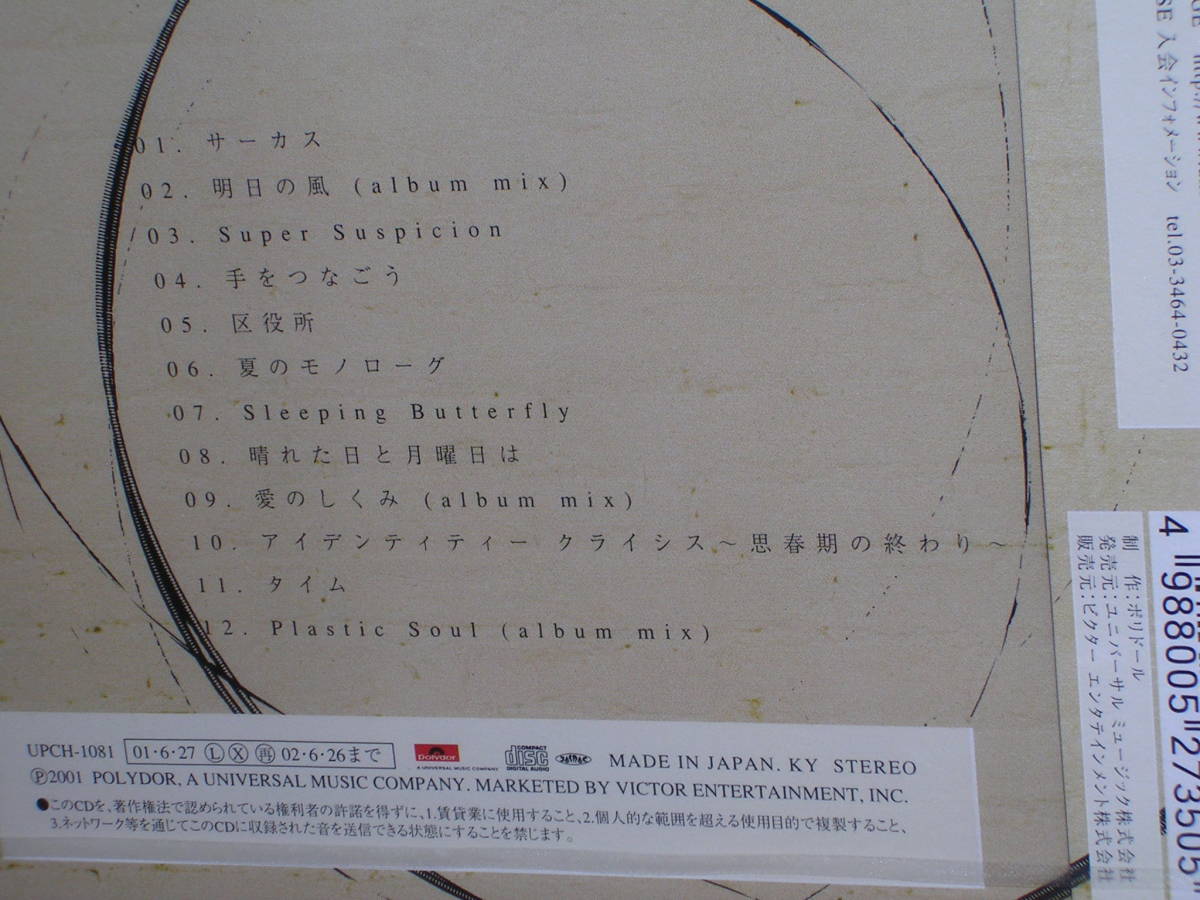 01. サーカス
02. 明日の風 (album mix)
03. Super Suspicion
04. 手をつなごう
05. 区役所
06. 夏のモノローグ
07. Sleeping Butterfly
08. 晴れた日と月曜日は
09. 愛のしくみ (album mix)
10. アイデンティティー クライシス～思春期の終わり～
11. タイム
12. Plastic Soul (album mix)
UPCH-1081 01・6・27 Ⓛ Ⓧ 再 02・6・26まで
Polydor
A UNIVERSAL MUSIC COMPANY
COMPACT
disc
DIGITAL AUDIO
JASRAC
MADE IN JAPAN. KY STEREO
Ⓟ2001 POLYDOR, A UNIVERSAL MUSIC COMPANY. MARKETED BY VICTOR ENTERTAINMENT, INC.
●このCDを、著作権法で認められている権利者の許諾を得ずに、1.賃貸業に使用すること、2.個人的な範囲を超える使用目的で複製すること、
3.ネットワーク等を通じてこのCDに収録された音を送信できる状態にすることを禁じます。
入会インフォメーション tel.03-3464-0432
制 作：ポリドール
発売元：ユニバーサル ミュージック株式会社
販売元：ビクター エンタテインメント株式会社
4 988005 273505